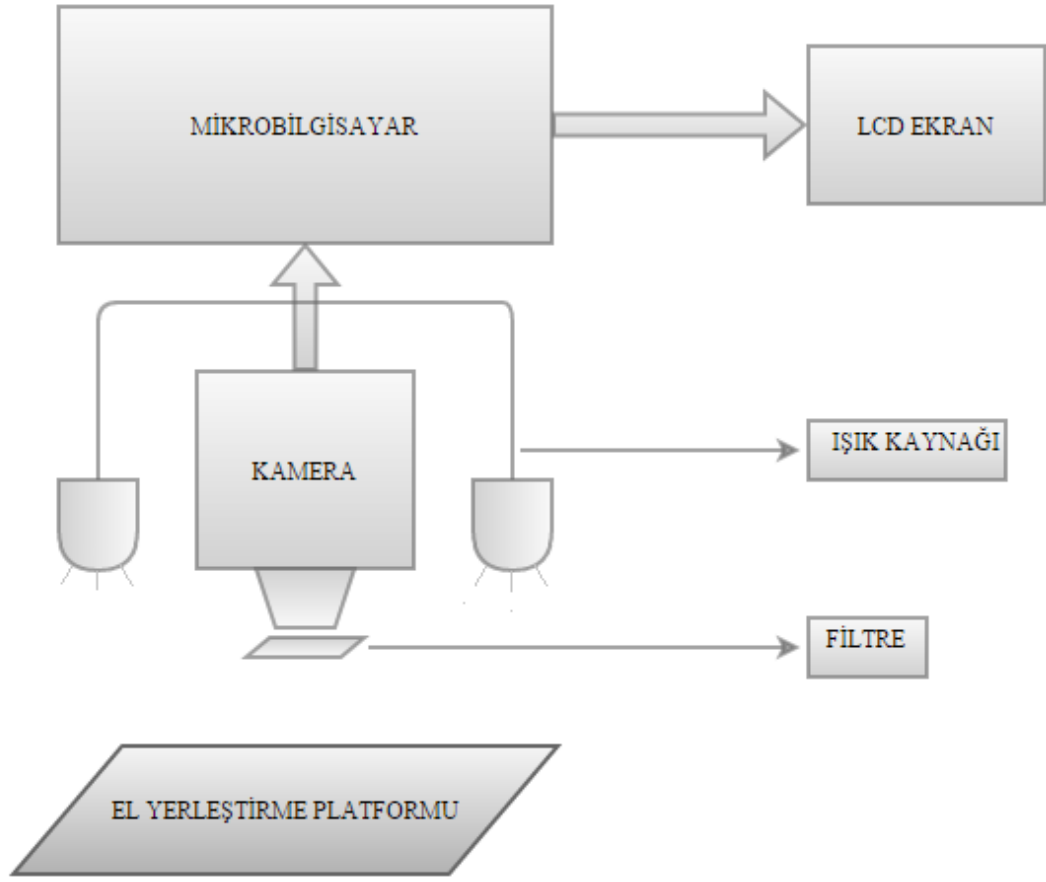 MİKROBİLGİSAYAR
LCD EKRAN
KAMERA
IŞIK KAYNAĞI
FİLTRE
EL YERLEŞTİRME PLATFORMU